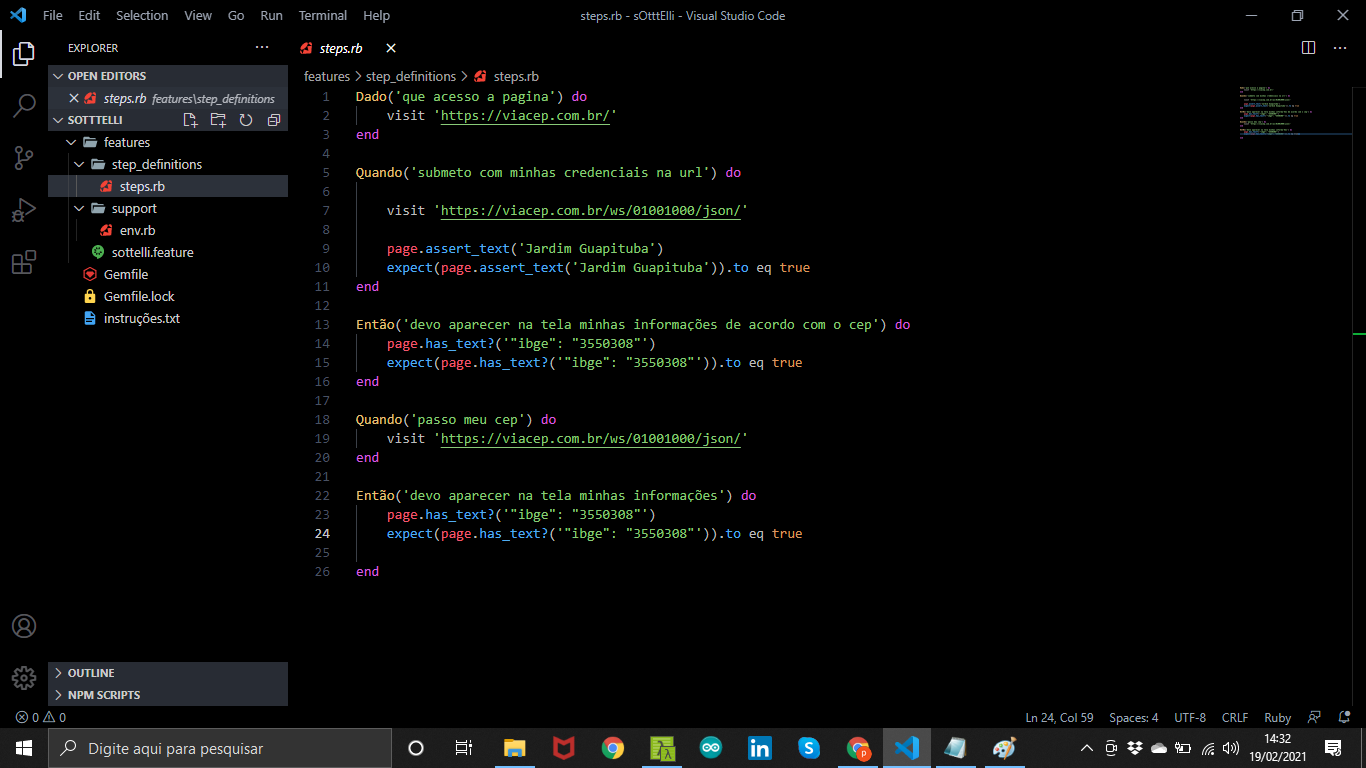 File Edit Selection View Go Run Terminal Help
steps.rb - sOtttElli - Visual Studio Code
EXPLORER
OPEN EDITORS
steps.rb features\step_definitions
SOTTTELLI
features
step_definitions
steps.rb
support
env.rb
sottelli.feature
Gemfile
Gemfile.lock
instruções.txt
OUTLINE
NPM SCRIPTS
steps.rb
features > step_definitions > steps.rb
1 Dado('que acesso a pagina') do
2 visit 'https://viacep.com.br/'
3 end
4
5 Quando('submeto com minhas credenciais na url') do
6
7 visit 'https://viacep.com.br/ws/01001000/json/'
8
9 page.assert_text('Jardim Guapituba')
10 expect(page.assert_text('Jardim Guapituba')).to eq true
11 end
12
13 Então('devo aparecer na tela minhas informações de acordo com o cep') do
14 page.has_text?('"ibge": "3550308"')
15 expect(page.has_text?('"ibge": "3550308"')).to eq true
16 end
17
18 Quando('passo meu cep') do
19 visit 'https://viacep.com.br/ws/01001000/json/'
20 end
21
22 Então('devo aparecer na tela minhas informações') do
23 page.has_text?('"ibge": "3550308"')
24 expect(page.has_text?('"ibge": "3550308"')).to eq true
25
26 end
0 0
Ln 24, Col 59 Spaces: 4 UTF-8 CRLF Ruby
Digite aqui para pesquisar
14:32
19/02/2021